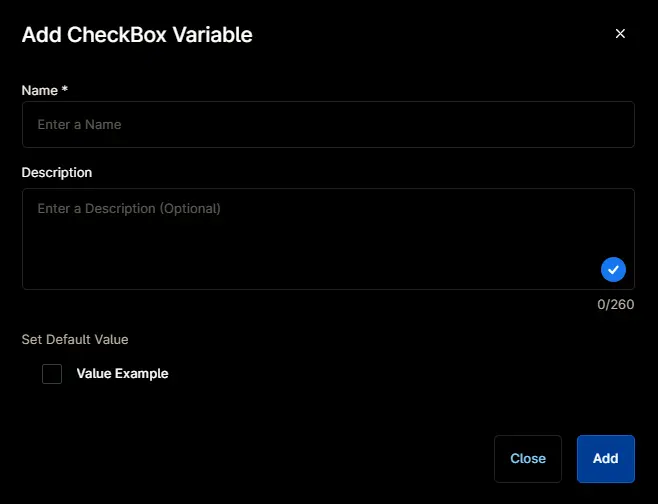 Add CheckBox Variable
Name *
Enter a Name
Description
Enter a Description (Optional)
0/260
Set Default Value
Value Example
Close
Add